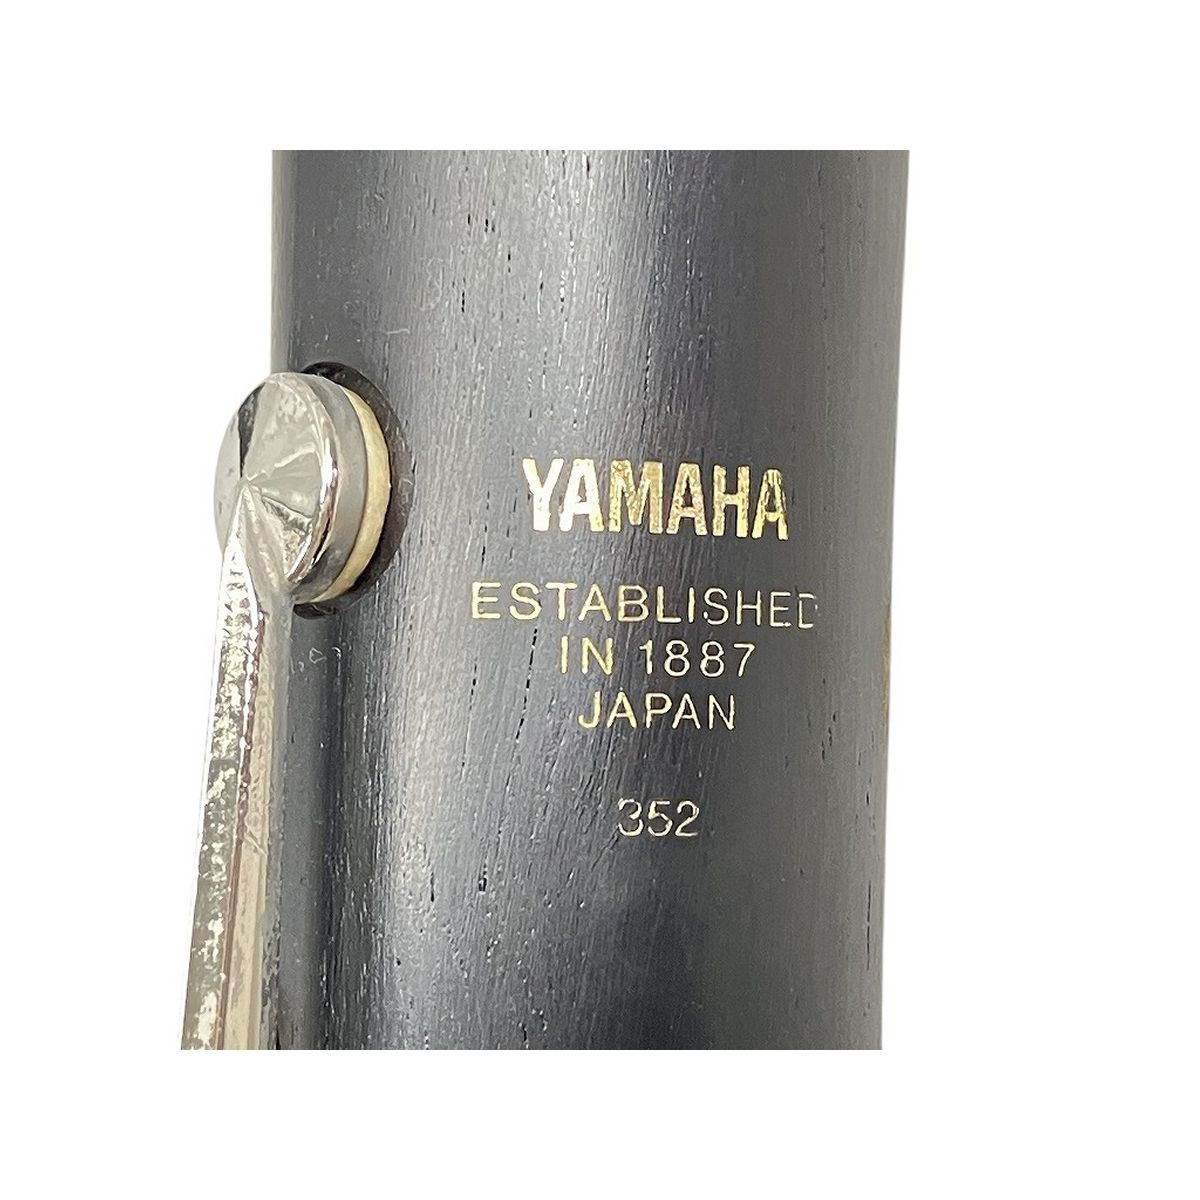 YAMAHA
ESTABLISHED
IN 1887
JAPAN
352